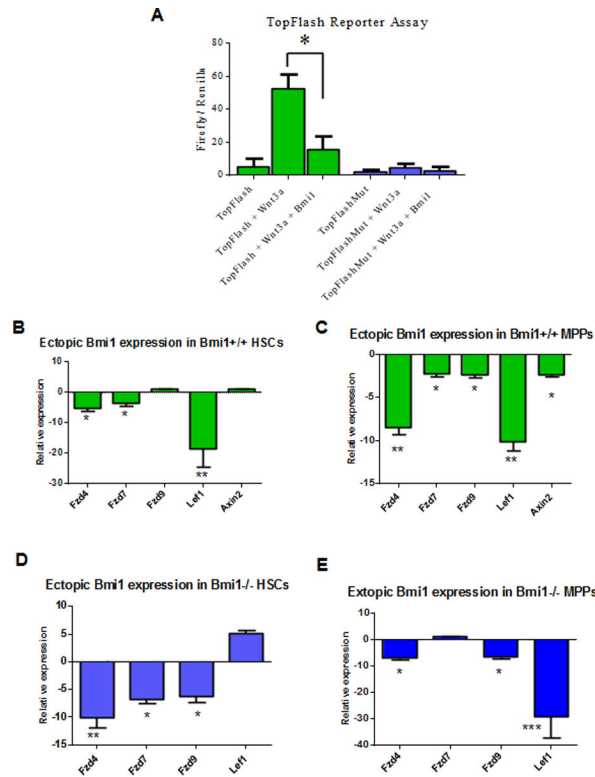 A
TopFlash Reporter Assay
*
Firefly/ Renilla
80
60
40
20
0
TopFlash
TopFlash + Wnt3a
TopFlash + Wnt3a + Bmi1
TopFlashMut
TopFlashMut + Wnt3a
TopFlashMut + Wnt3a + Bmi1
B
Ectopic Bmi1 expression in Bmi1+/+ HSCs
Relative expression
10
0
-10
-20
-30
* * **
Fzd4 Fzd7 Fzd9 Lef1 Axin2
C
Ectopic Bmi1 expression in Bmi1+/+ MPPs
Relative expression
0
-5
-10
-15
** * * ** *
Fzd4 Fzd7 Fzd9 Lef1 Axin2
D
Ectopic Bmi1 expression in Bmi1-/- HSCs
Relative expression
10
5
0
-5
-10
-15
** * *
Fzd4 Fzd7 Fzd9 Lef1
E
Extopic Bmi1 expression in Bmi1-/- MPPs
Relative expression
10
0
-10
-20
-30
-40
* * ***
Fzd4 Fzd7 Fzd9 Lef1